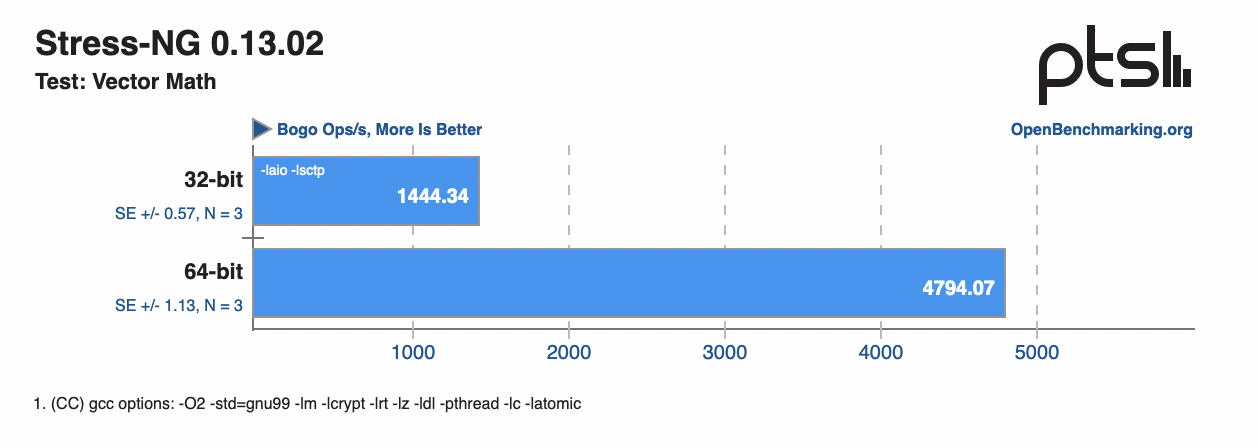 Stress-NG 0.13.02
Test: Vector Math
ptsl
Bogo Ops/s, More Is Better
OpenBenchmarking.org
32-bit
-laio -lsctp
1444.34
SE +/- 0.57, N = 3
64-bit
4794.07
SE +/- 1.13, N = 3
1000 2000 3000 4000 5000
1. (CC) gcc options: -O2 -std=gnu99 -lm -lcrypt -lrt -lz -ldl -pthread -lc -latomic